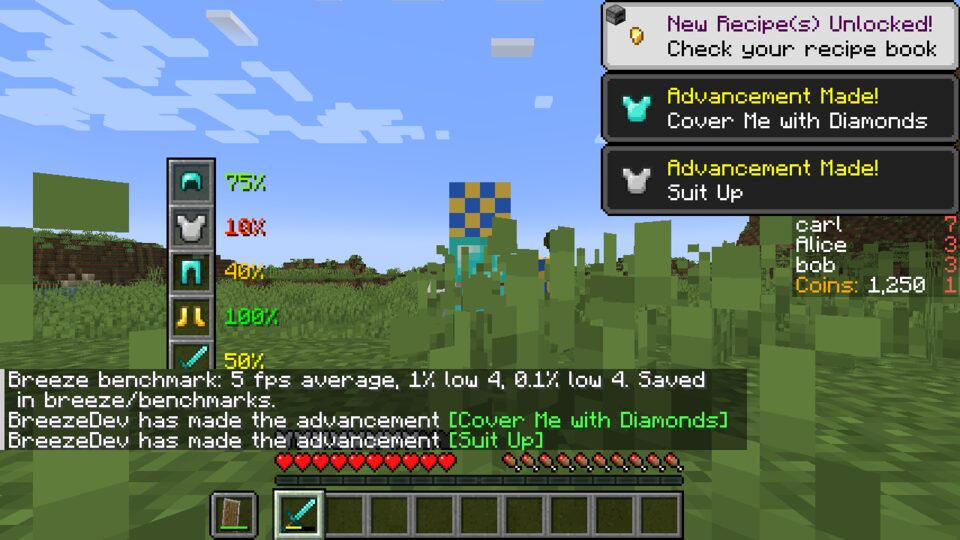 New Recipe(s) Unlocked!
Check your recipe book
Advancement Made!
Cover Me with Diamonds
Advancement Made!
Suit Up
75%
10%
40%
100%
50%
carl 7
Alice 3
bob 3
Coins: 1,250 1
Breeze benchmark: 5 fps average, 1% low 4, 0.1% low 4. Saved
in breeze/benchmarks.
BreezeDev has made the advancement [Cover Me with Diamonds]
BreezeDev has made the advancement [Suit Up]